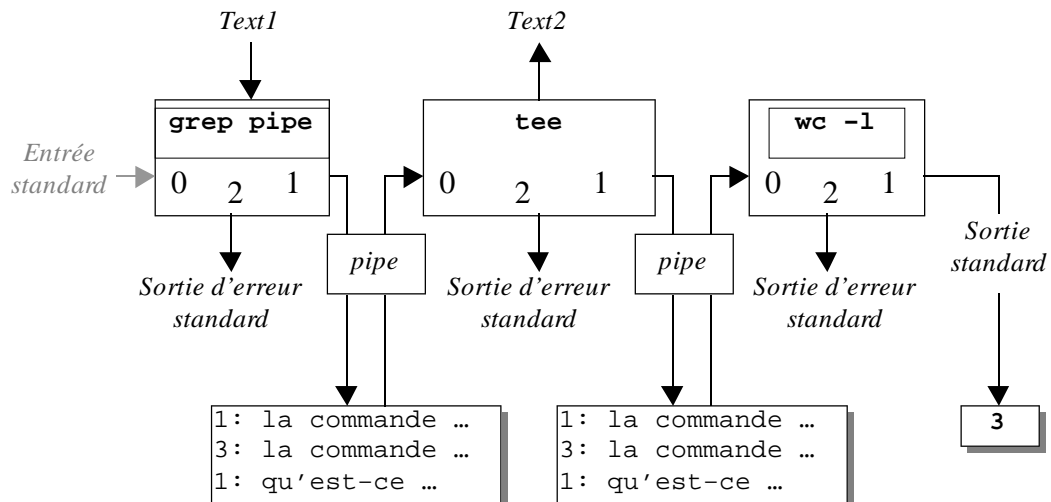 Text1
Text2
grep pipe
tee
wc -l
Entrée
standard
0
2
1
0
2
1
0
2
1
pipe
pipe
Sortie
standard
Sortie d'erreur
standard
Sortie d'erreur
standard
Sortie d'erreur
standard
1: la commande …
3: la commande …
1: qu'est-ce …
1: la commande …
3: la commande …
1: qu'est-ce …
3